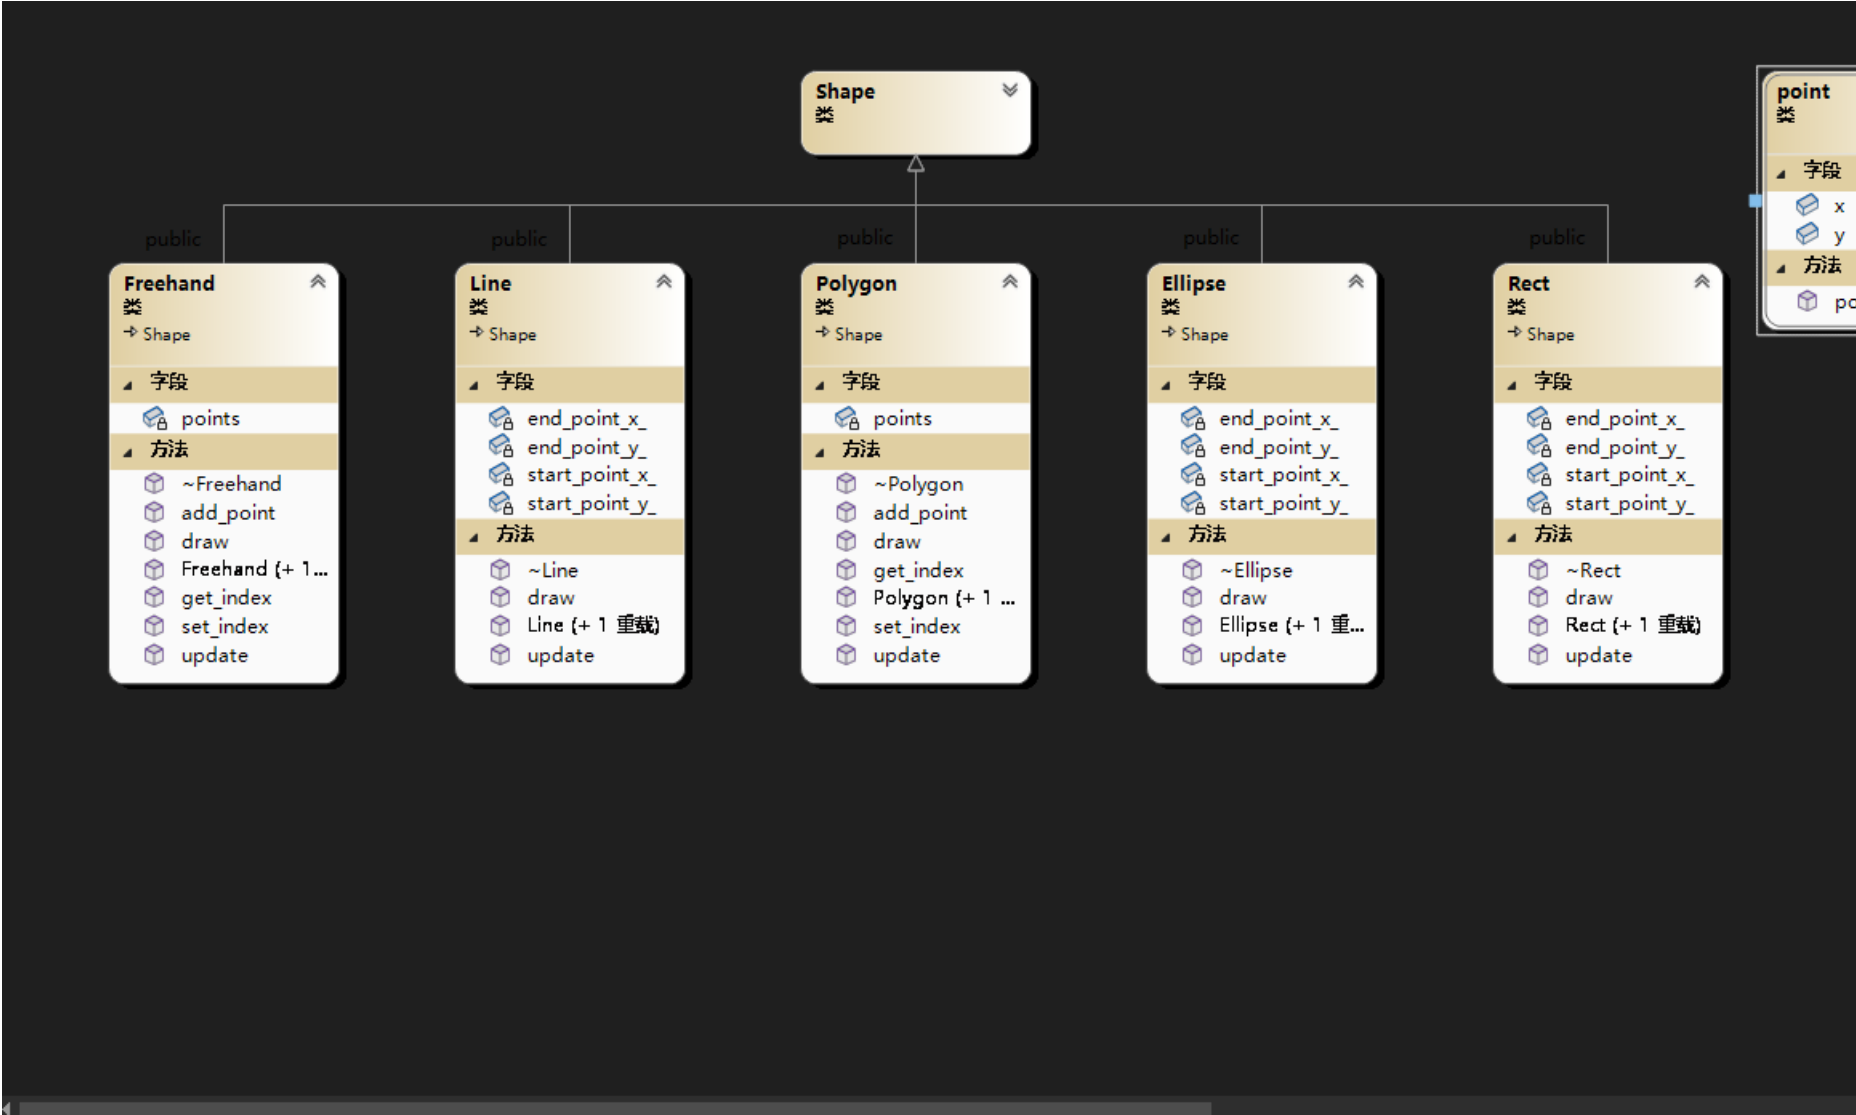 Shape
类
point
类
字段
x
y
方法
public
public
public
public
public
Freehand
类
Shape
字段
points
方法
~Freehand
add_point
draw
Freehand (+ 1...
get_index
set_index
update
Line
类
Shape
字段
end_point_x_
end_point_y_
start_point_x_
start_point_y_
方法
~Line
draw
Line (+ 1 重载)
update
Polygon
类
Shape
字段
points
方法
~Polygon
add_point
draw
get_index
Polygon (+ 1 ...
set_index
update
Ellipse
类
Shape
字段
end_point_x_
end_point_y_
start_point_x_
start_point_y_
方法
~Ellipse
draw
Ellipse (+ 1 重...
update
Rect
类
Shape
字段
end_point_x_
end_point_y_
start_point_x_
start_point_y_
方法
~Rect
draw
Rect (+ 1 重载)
update